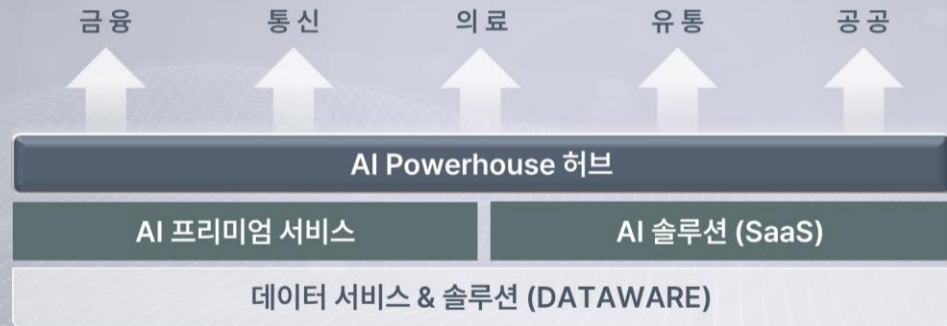 금융 통신 의료 유통 공공
AI Powerhouse 허브
AI 프리미엄 서비스 AI 솔루션 (SaaS)
데이터 서비스 & 솔루션 (DATAWARE)